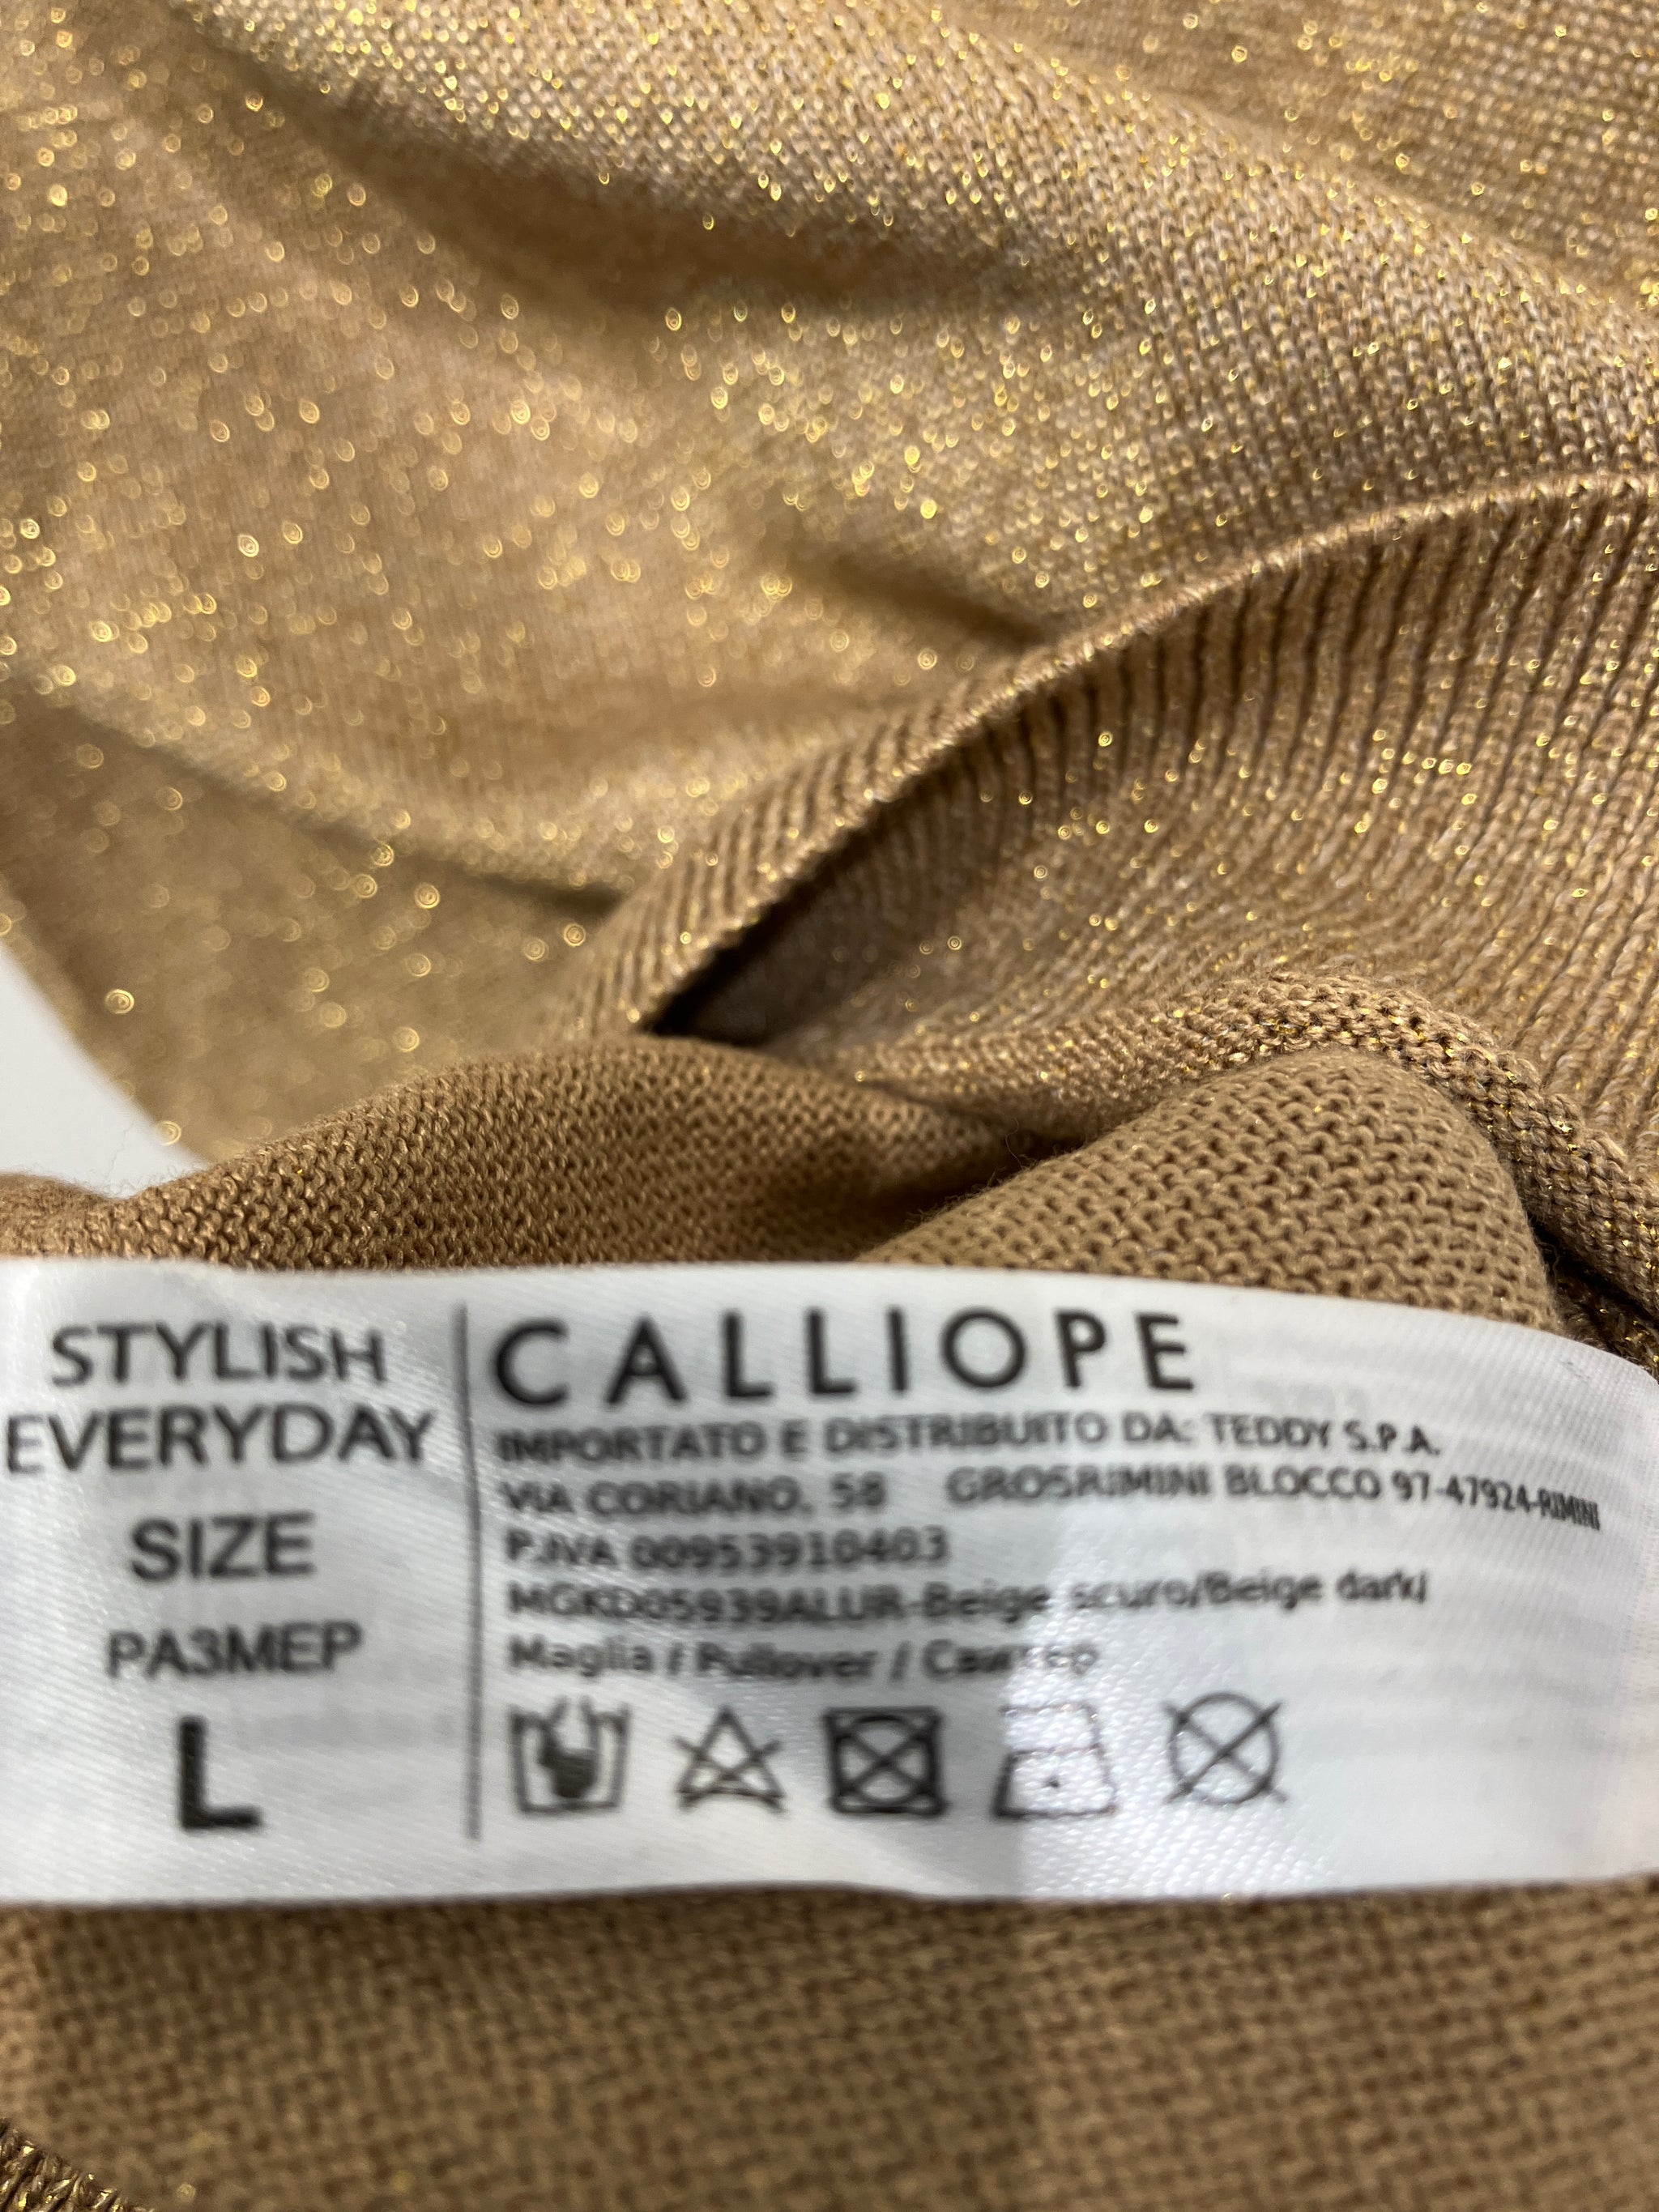 STYLISH
EVERYDAY
SIZE
РАЗМЕР
L
CALLIOPE
IMPORTATO E DISTRIBUITO DA: TEDDY S.P.A.
VIA CORIANO, 58 GROSRIMINI BLOCCO 97-47924-RIMINI
P.IVA 00953910403
MGKD05939ALUR-Beige scuro/Beige dark/
Maglia / Pullover / Свитер